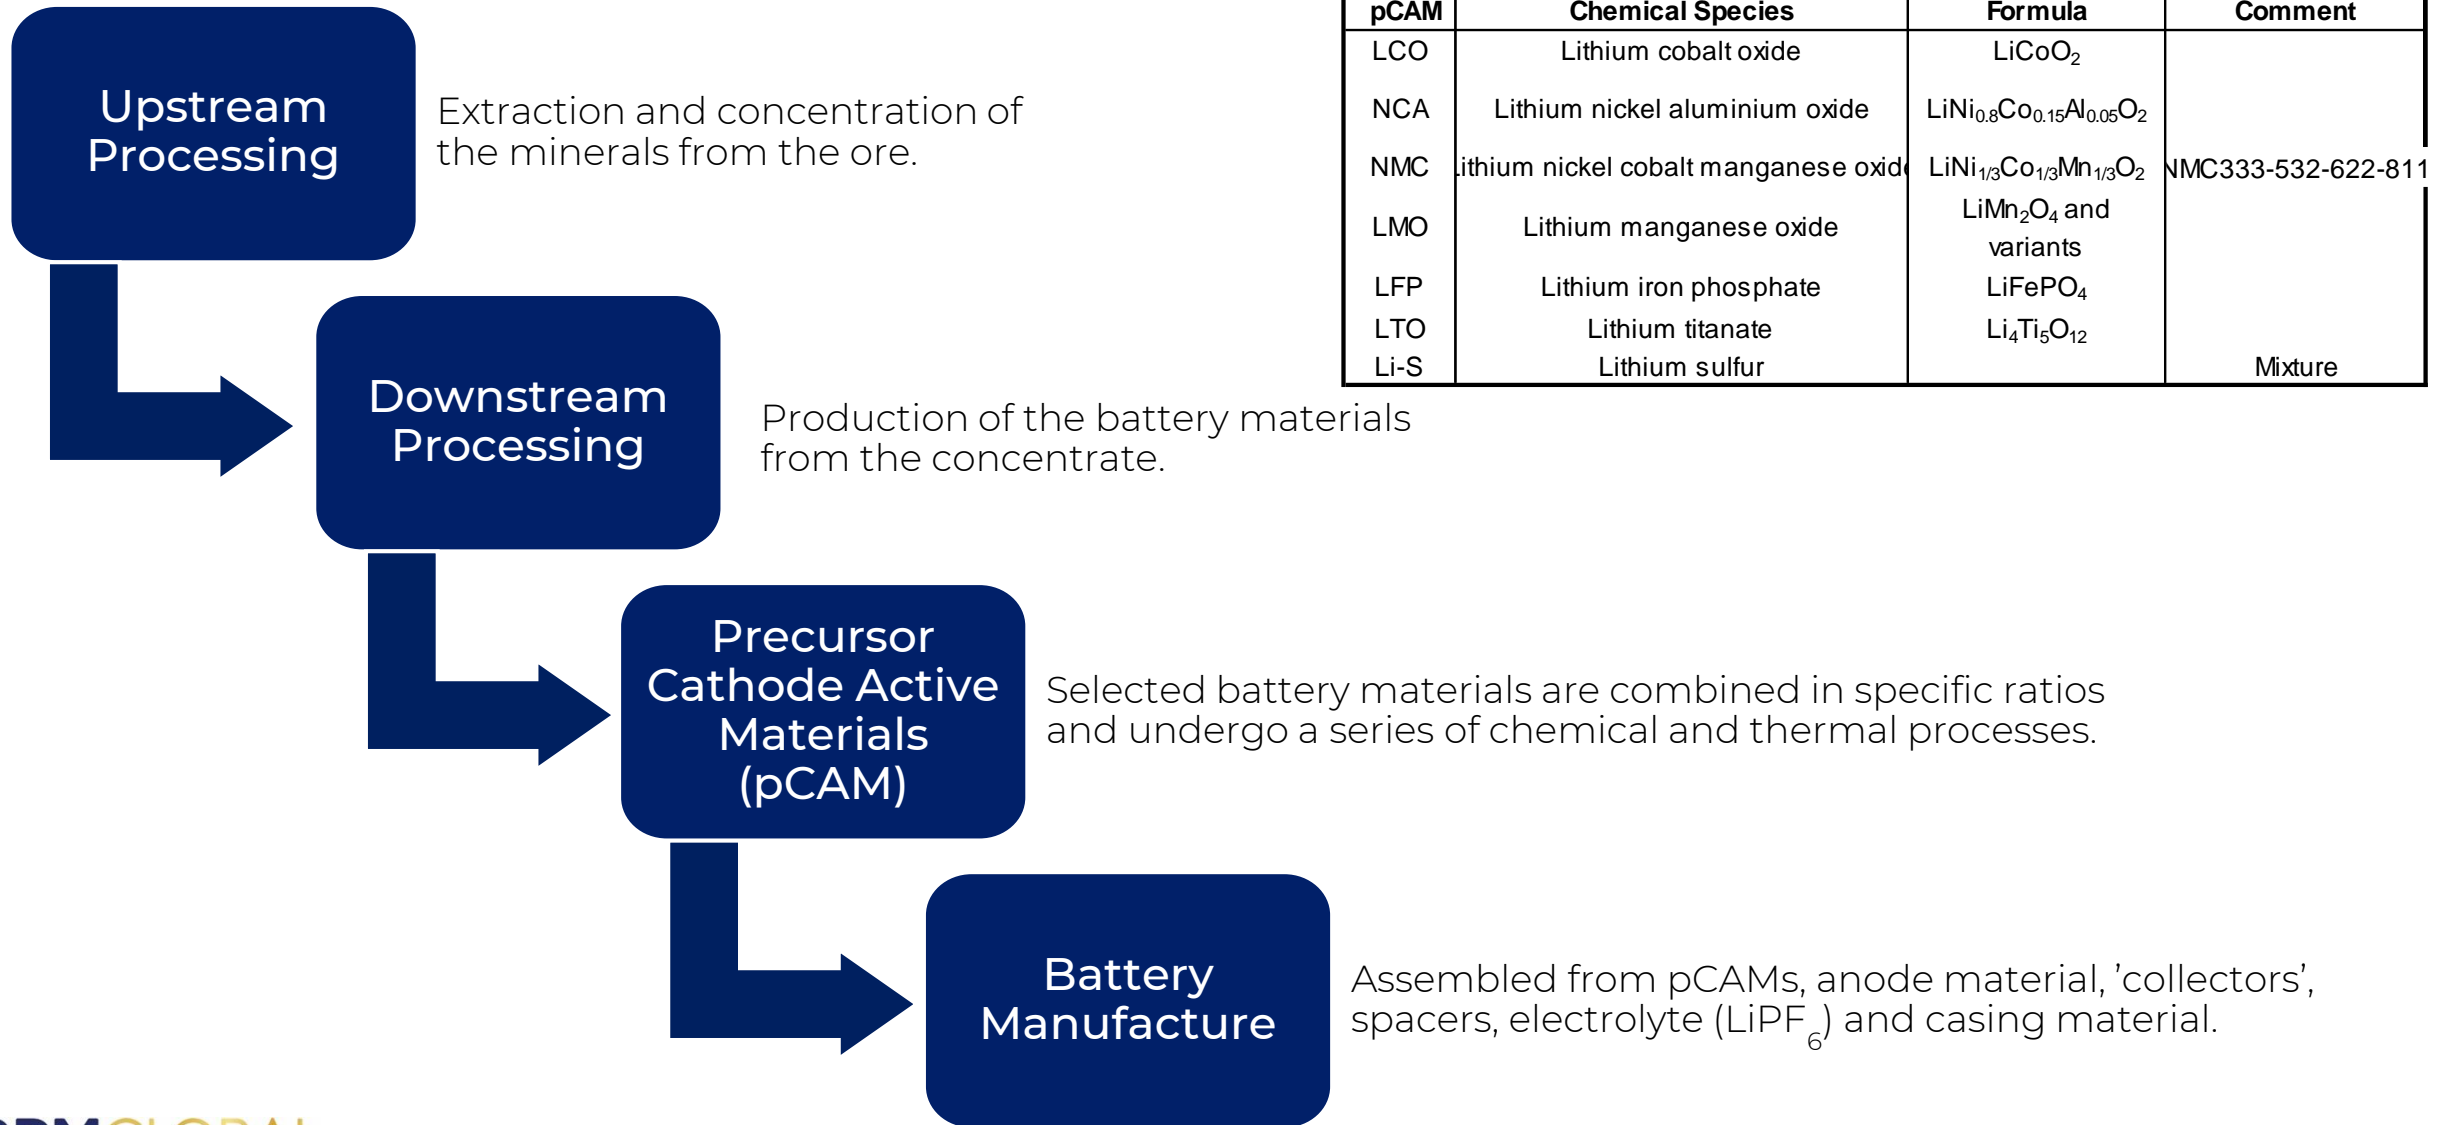 Upstream
Processing
Extraction and concentration of
the minerals from the ore.
pCAM Chemical Species Formula Comment
LCO Lithium cobalt oxide LiCoO₂
NCA Lithium nickel aluminium oxide LiNi₀.₈Co₀.₁₅Al₀.₀₅O₂
NMC Lithium nickel cobalt manganese oxide LiNi₁/₃Co₁/₃Mn₁/₃O₂ NMC333-532-622-811
LMO Lithium manganese oxide LiMn₂O₄ and
variants
LFP Lithium iron phosphate LiFePO₄
LTO Lithium titanate Li₄Ti₅O₁₂
Li-S Lithium sulfur Mixture
Downstream
Processing
Production of the battery materials
from the concentrate.
Precursor
Cathode Active
Materials
(pCAM)
Selected battery materials are combined in specific ratios
and undergo a series of chemical and thermal processes.
Battery
Manufacture
Assembled from pCAMs, anode material, ’collectors’,
spacers, electrolyte (LiPF₆) and casing material.